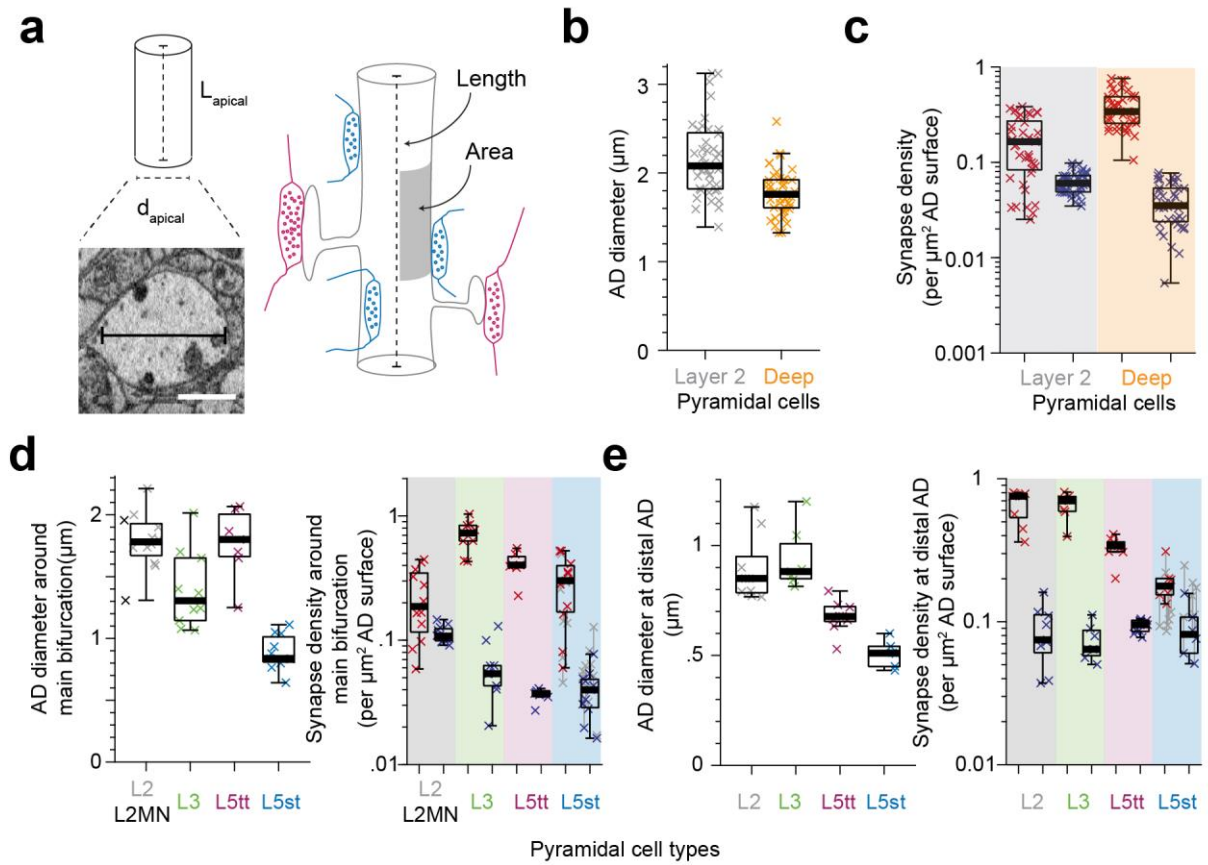 a
L apical
d apical
Length
Area
b
AD diameter (μm)
3
2
1
0
Layer 2 Deep
Pyramidal cells
c
Synapse density
(per μm² AD surface)
1
0.1
0.01
0.001
Layer 2 Deep
Pyramidal cells
d
AD diameter around
main bifurcation(μm)
2
1
0
L2 L3 L5tt L5st
L2MN
Synapse density around
main bifurcation
(per μm² AD surface)
1
.1
.01
L2 L3 L5tt L5st
L2MN
e
AD diameter at distal AD
(μm)
1
.5
0
L2 L3 L5tt L5st
Synapse density at distal AD
(per μm² AD surface)
1
0.1
0.01
L2 L3 L5tt L5st
Pyramidal cell types